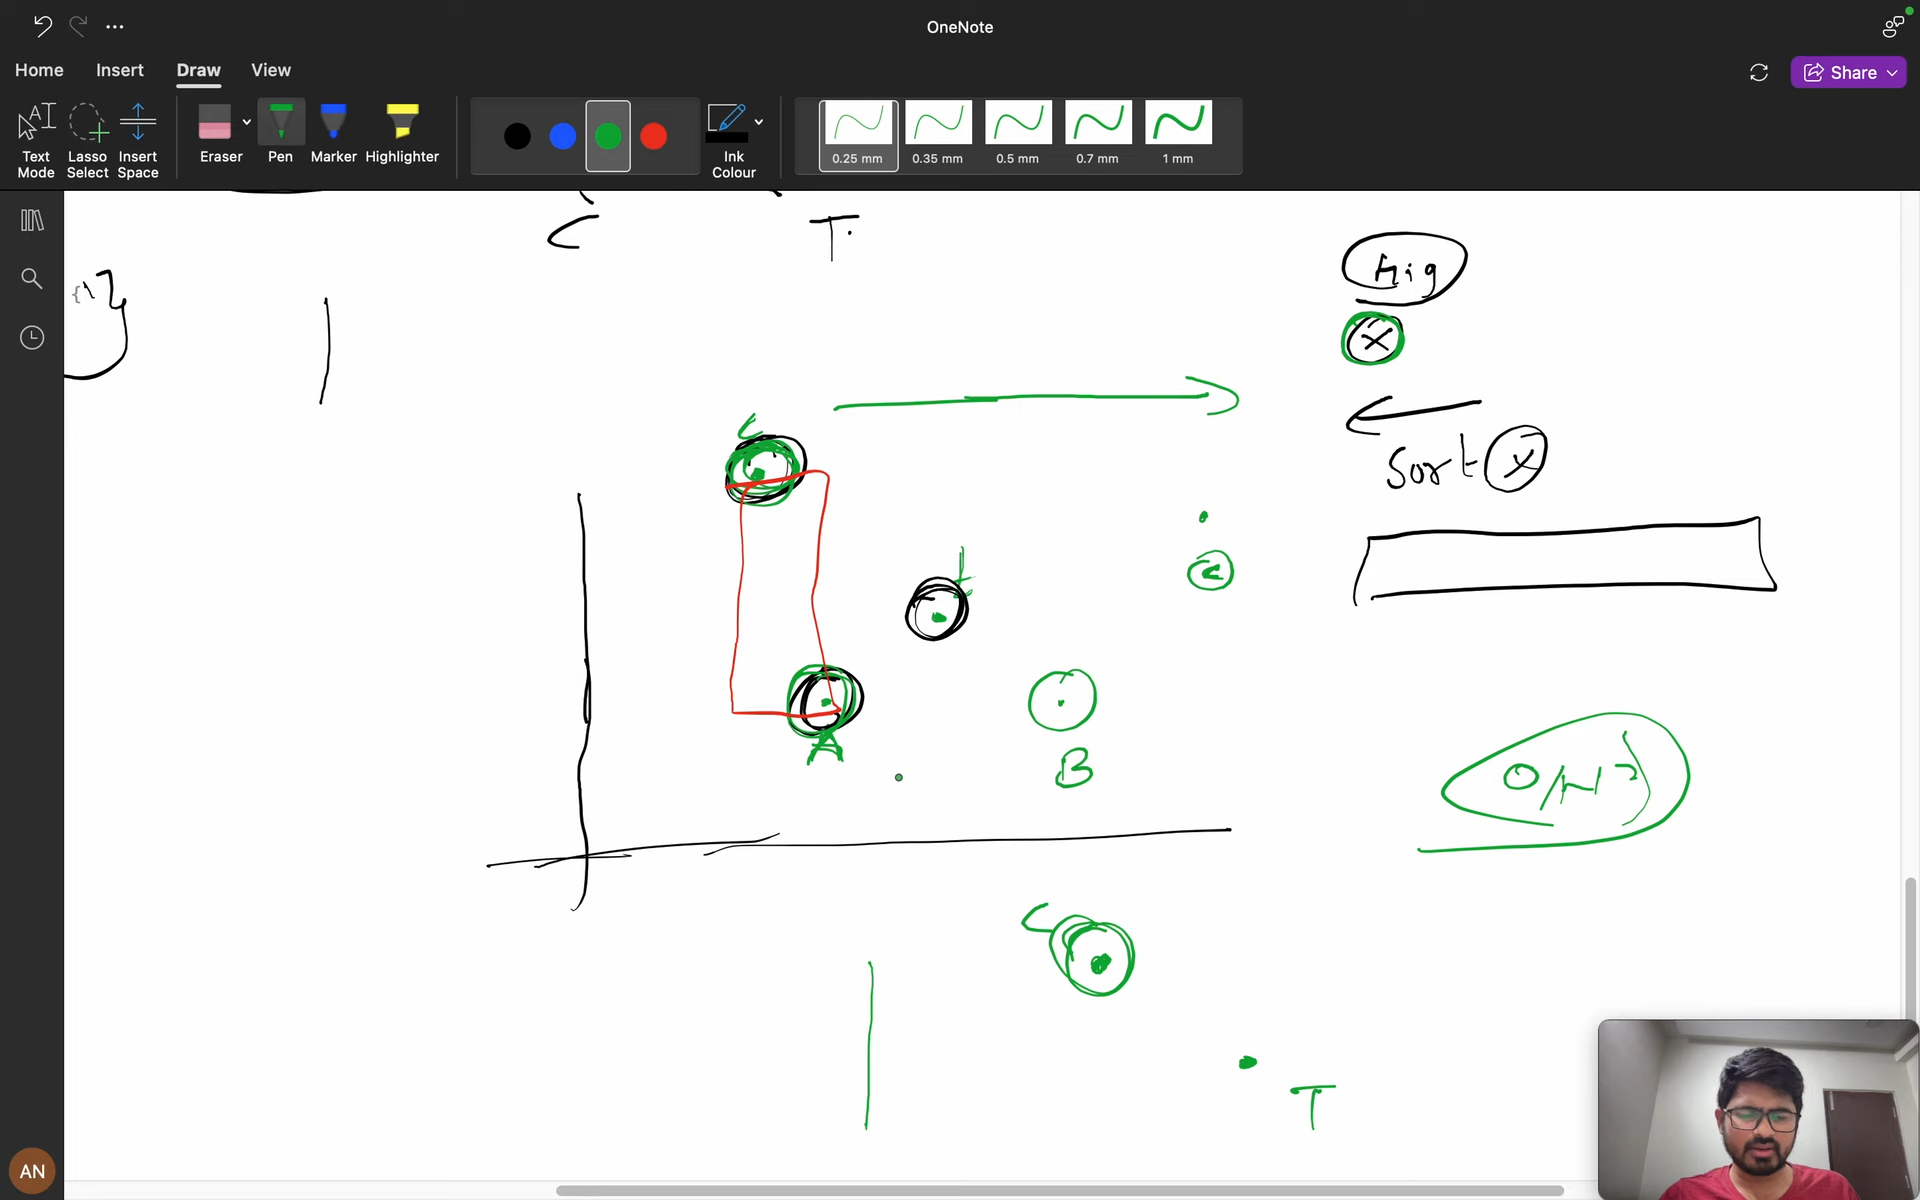 OneNote
Home Insert Draw View
Share
Text Mode
Lasso Select
Insert Space
Eraser
Pen
Marker
Highlighter
Ink Colour
0.25 mm
0.35 mm
0.5 mm
0.7 mm
1 mm
C
T
x
Sort x
C
t
C
A
B
C
T
AN